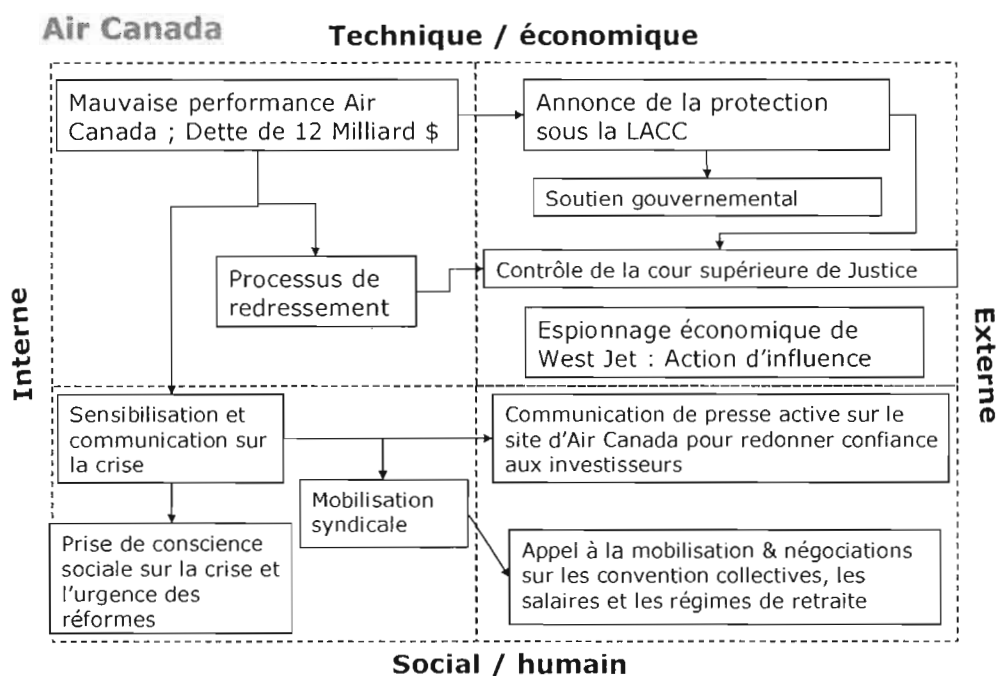 Air Canada
Technique / économique
Mauvaise performance Air
Canada ; Dette de 12 Milliard $
Annonce de la protection
sous la LACC
Soutien gouvernemental
Processus de
redressement
Contrôle de la cour supérieure de Justice
Espionnage économique de
West Jet : Action d'influence
Interne
Externe
Sensibilisation et
communication sur
la crise
Communication de presse active sur le
site d'Air Canada pour redonner confiance
aux investisseurs
Mobilisation
syndicale
Prise de conscience
sociale sur la crise et
l'urgence des
réformes
Appel à la mobilisation & négociations
sur les convention collectives, les
salaires et les régimes de retraite
Social / humain